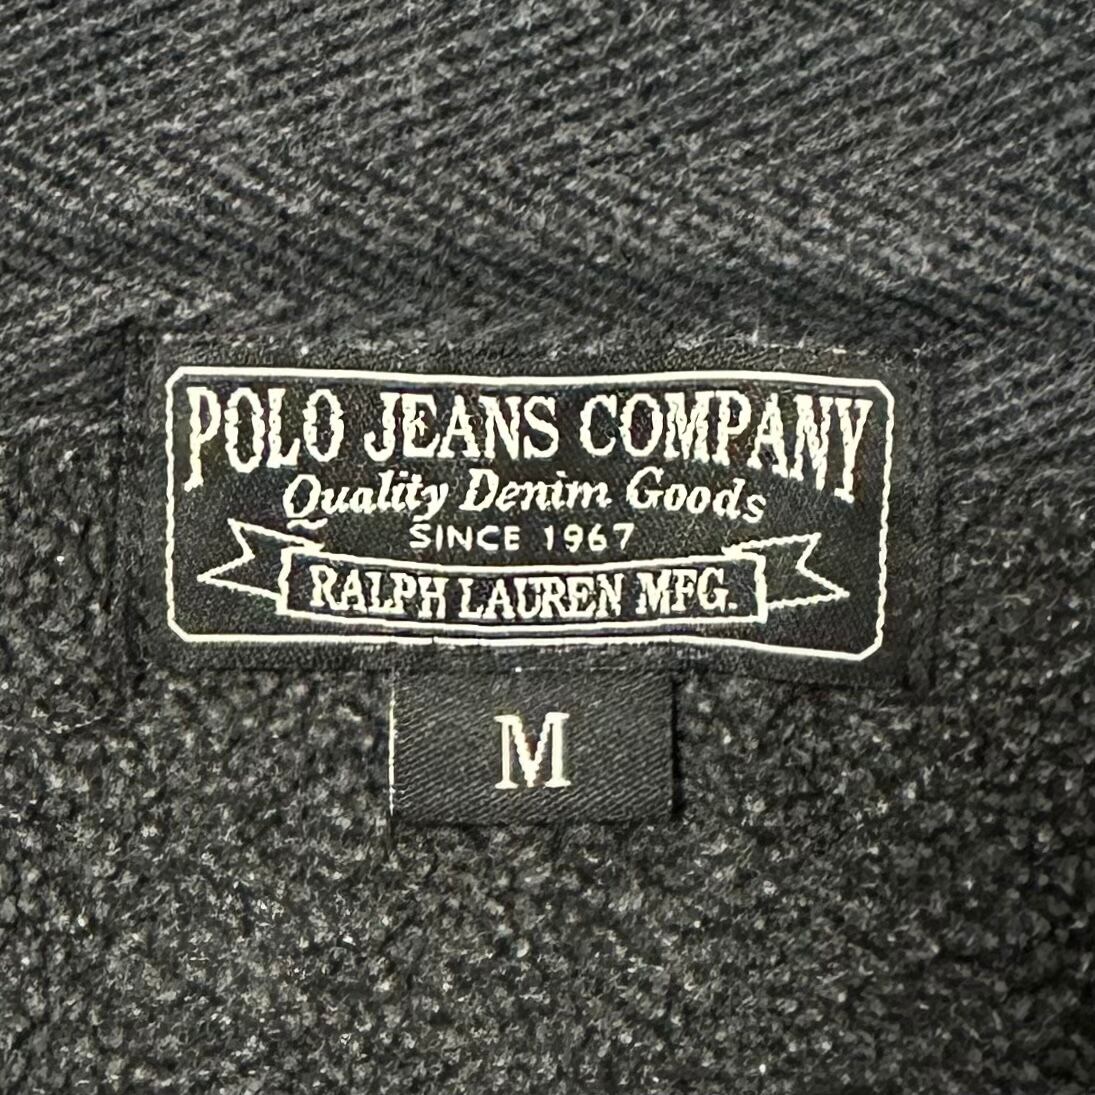 POLO JEANS COMPANY
Quality Denim Goods
SINCE 1967
RALPH LAUREN MFG.
M